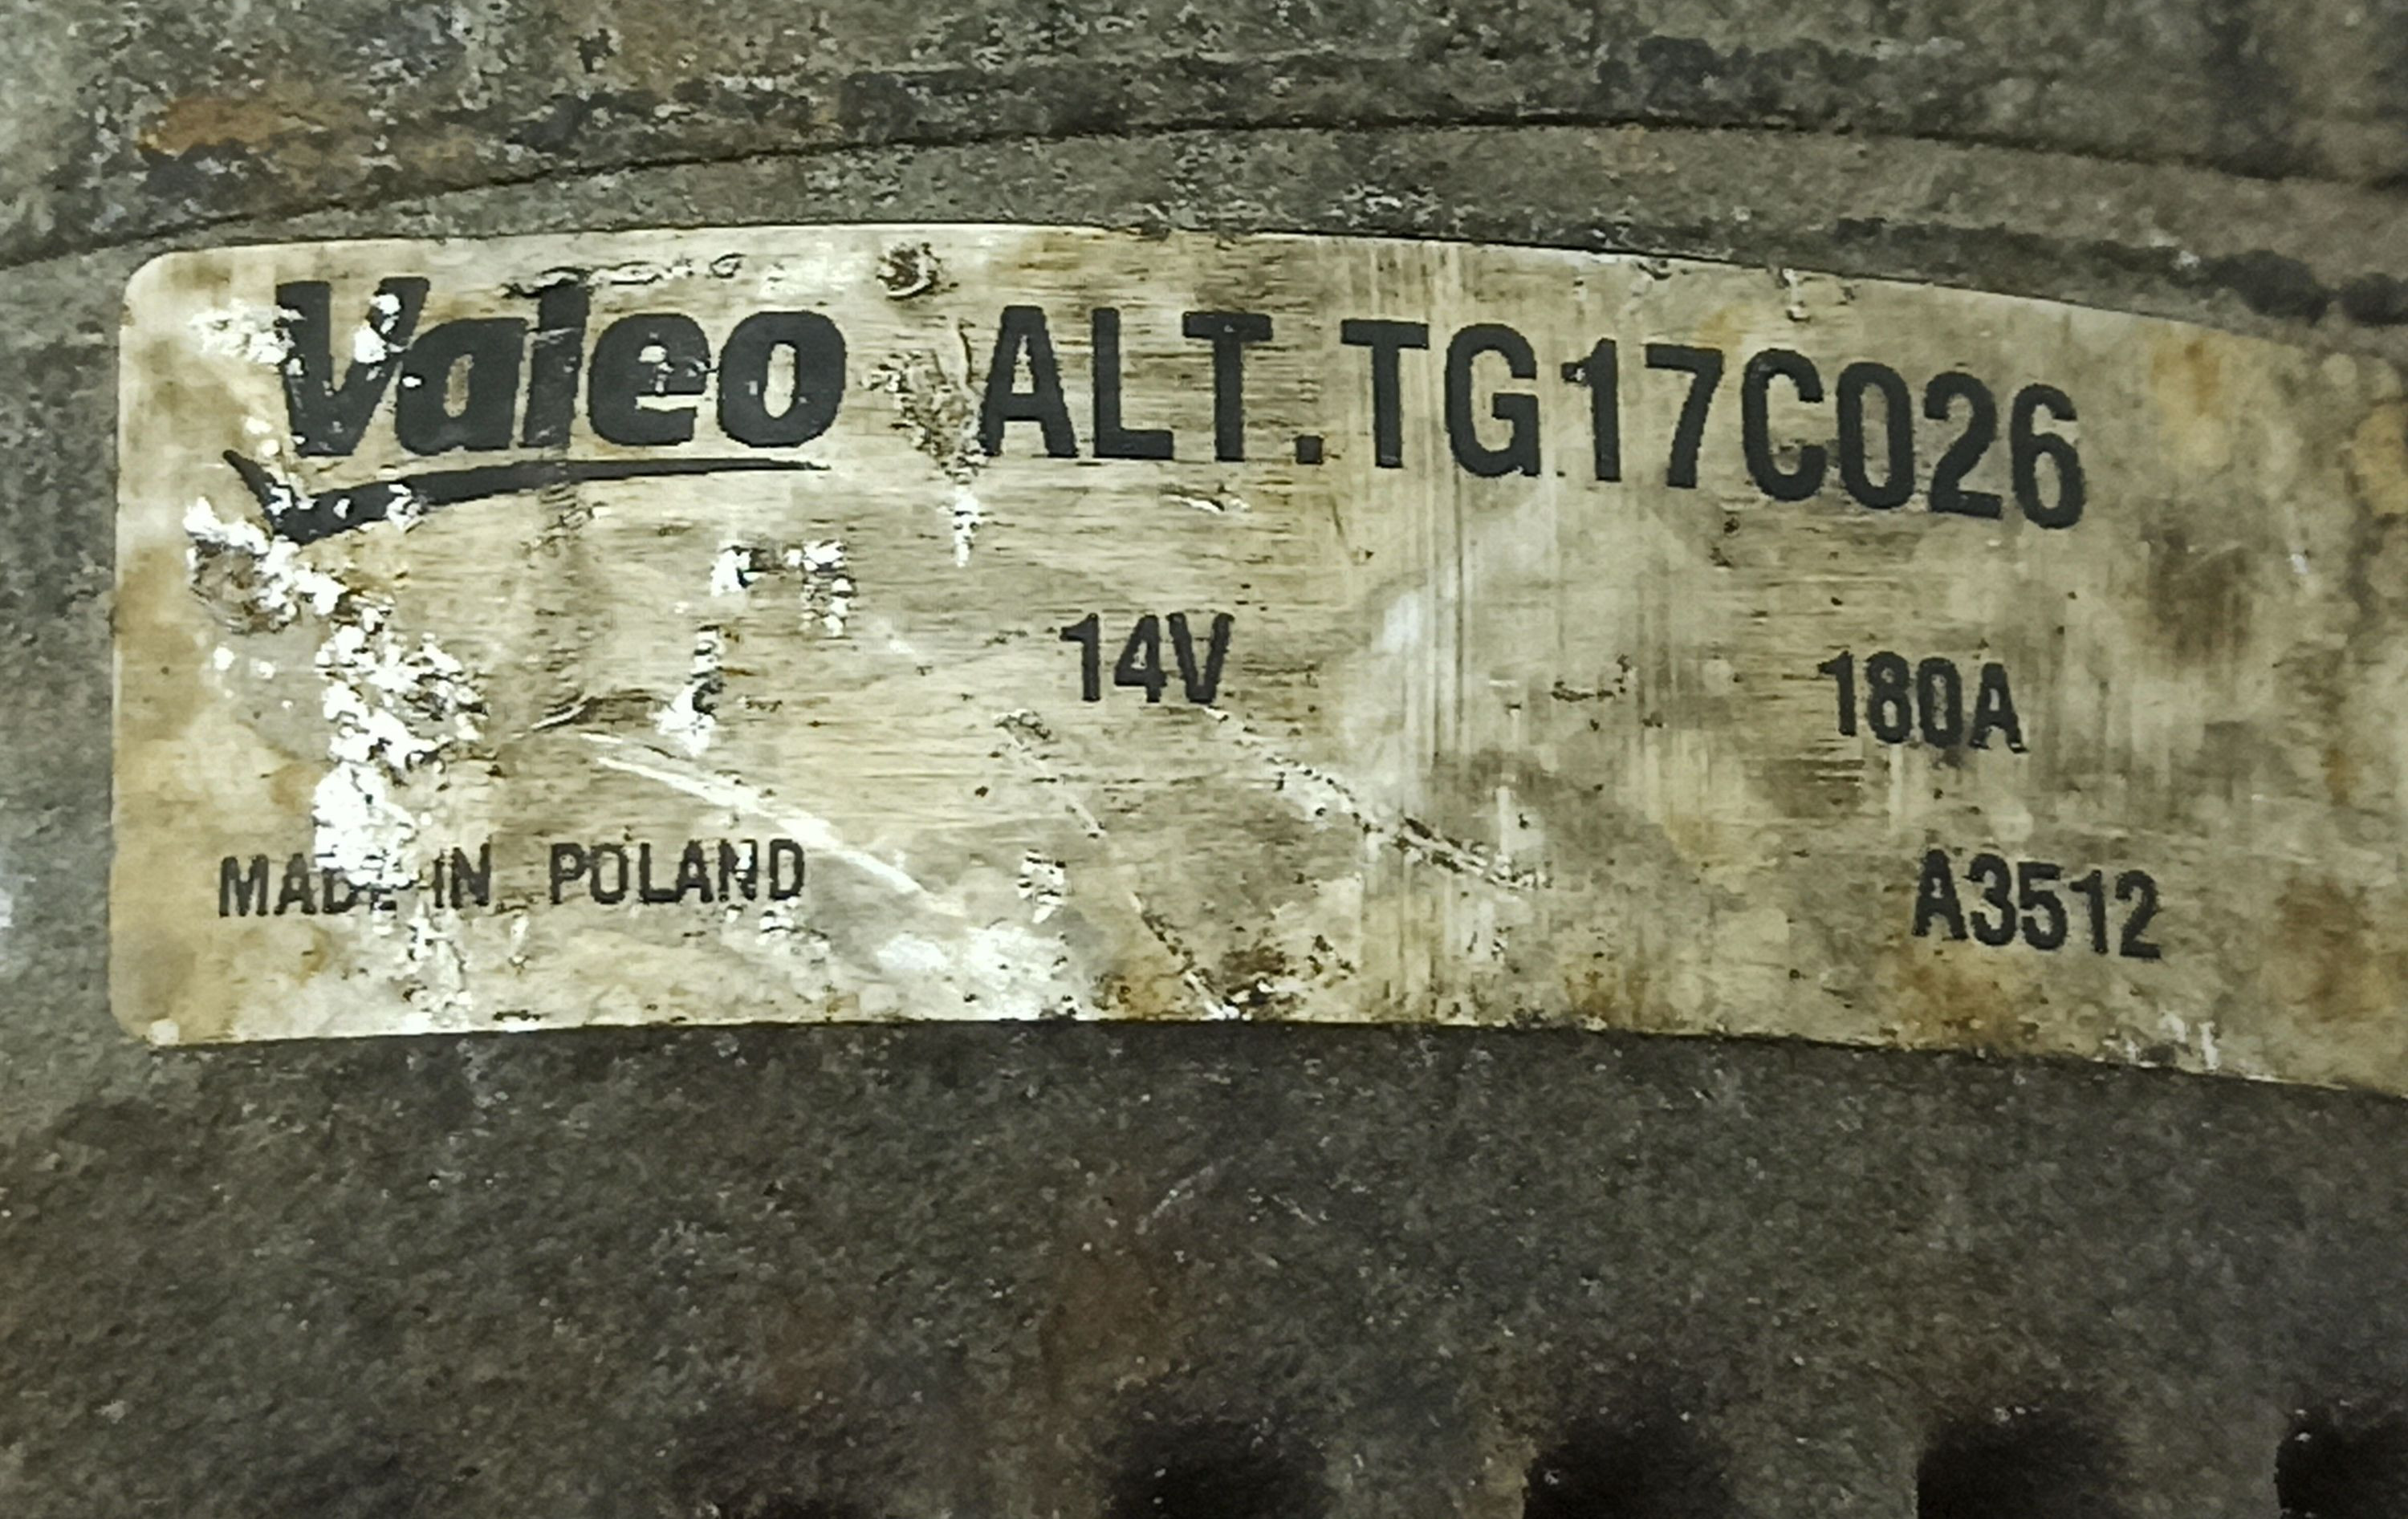 Valeo ALT.TG17C026
14V 180A
MADE IN POLAND A3512